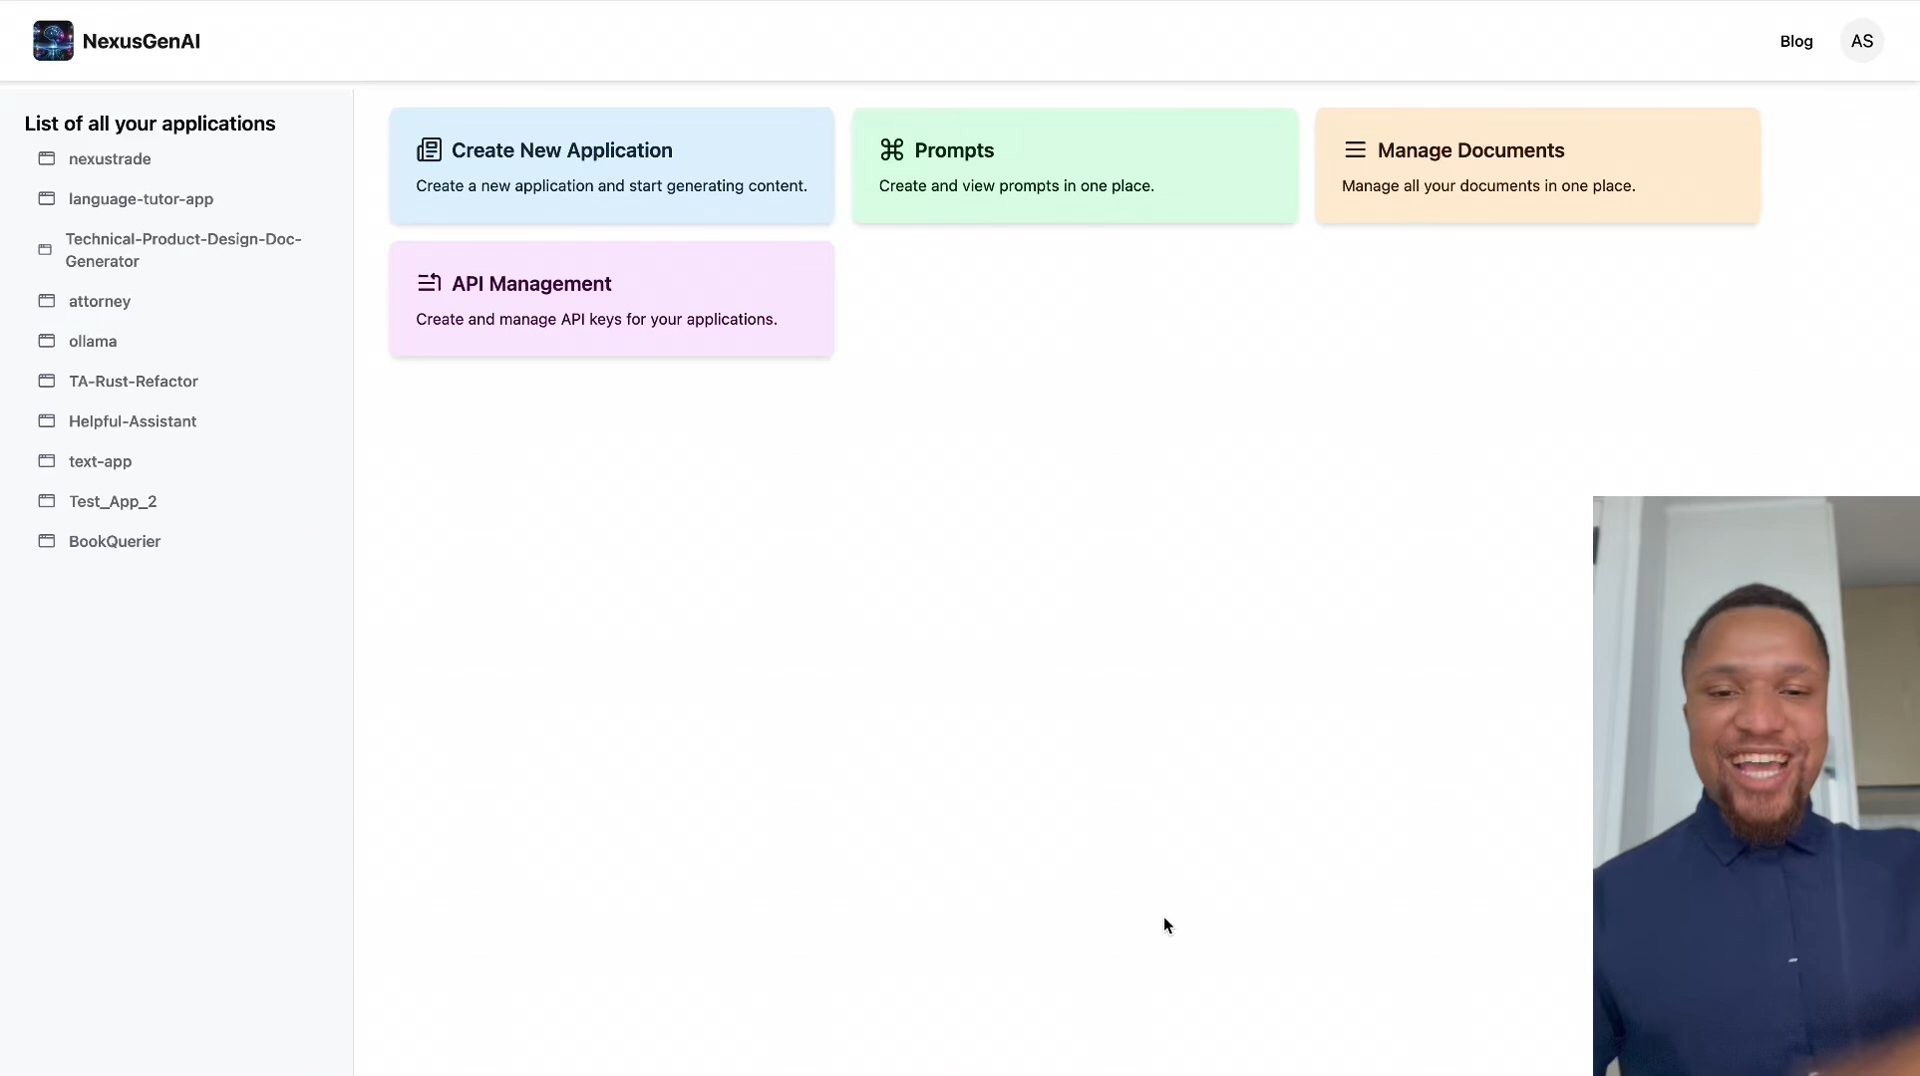 NexusGenAI
Blog
AS
List of all your applications
nexustrade
language-tutor-app
Technical-Product-Design-Doc-
Generator
attorney
ollama
TA-Rust-Refactor
Helpful-Assistant
text-app
Test_App_2
BookQuerier
Create New Application
Create a new application and start generating content.
Prompts
Create and view prompts in one place.
Manage Documents
Manage all your documents in one place.
API Management
Create and manage API keys for your applications.